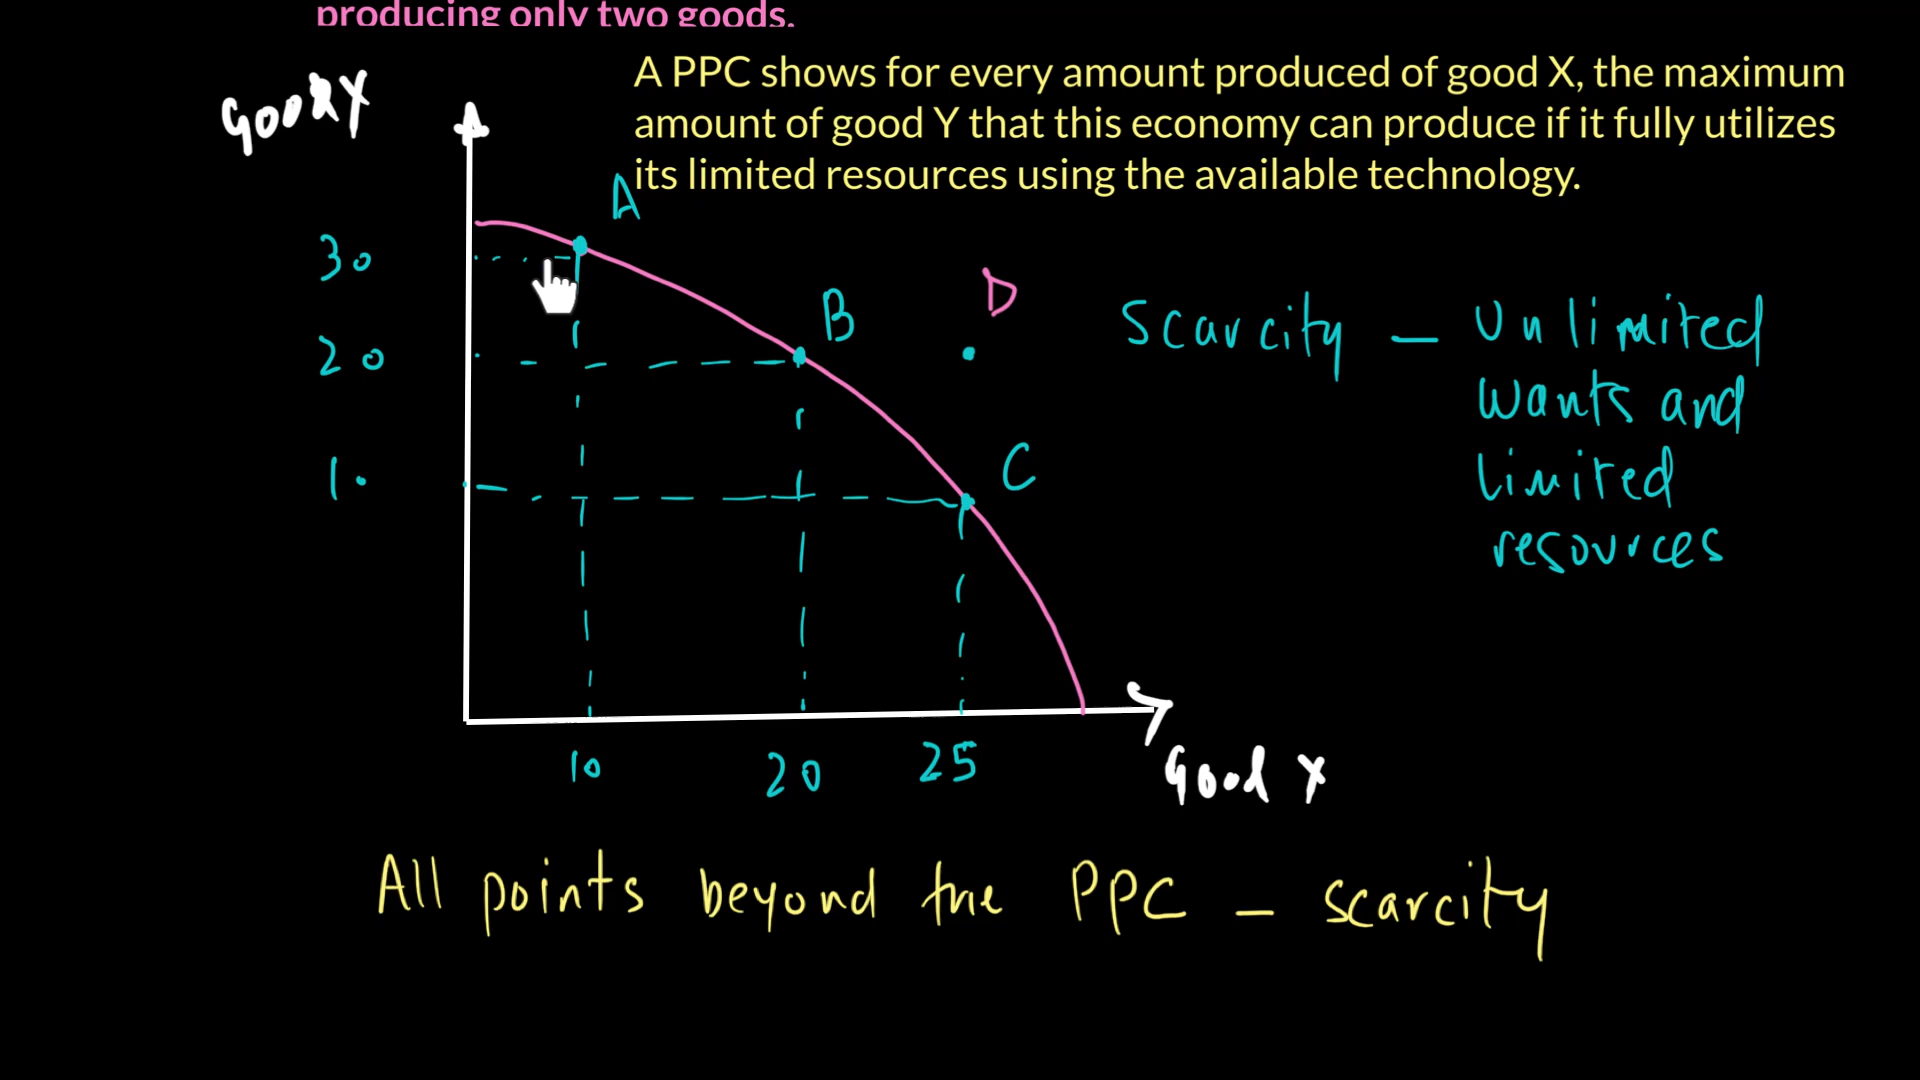 producing only two goods.
A PPC shows for every amount produced of good X, the maximum
amount of good Y that this economy can produce if it fully utilizes
its limited resources using the available technology.
Good Y
A
30
B
D
20
Scarcity - Unlimited
wants and
limited
resources
C
10
10 20 25
Good X
All points beyond the PPC - scarcity